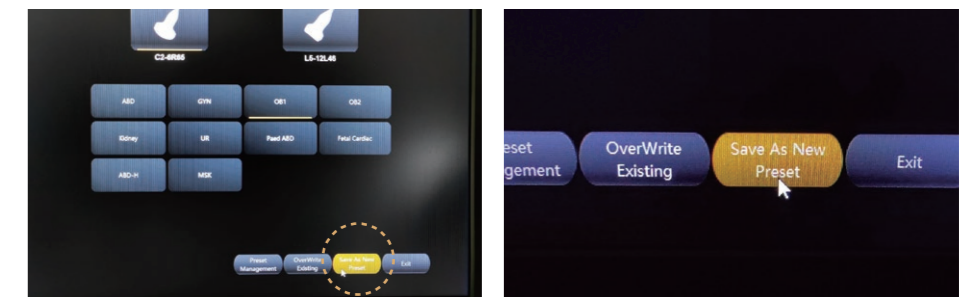 C2-6R65
L5-12L46
ABD
GYN
OB1
OB2
Kidney
UR
Paed ABD
Fetal Cardiac
ABD-H
MSK
Preset
Management
OverWrite
Existing
Save As New
Preset
Exit
eset
gement
OverWrite
Existing
Save As New
Preset
Exit